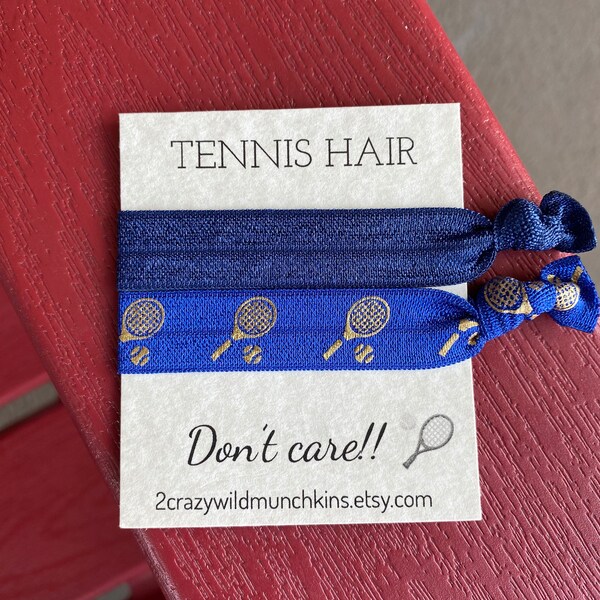 TENNIS HAIR
Don't care!!
2crazywildmunchkins.etsy.com